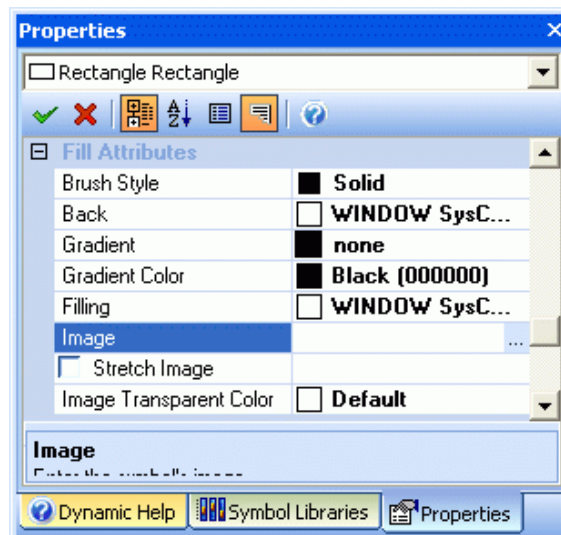 Properties
Rectangle Rectangle
Fill Attributes
Brush Style Solid
Back WINDOW SysC...
Gradient none
Gradient Color Black (000000)
Filling WINDOW SysC...
Image ...
Stretch Image
Image Transparent Color Default
Image
Dynamic Help Symbol Libraries Properties